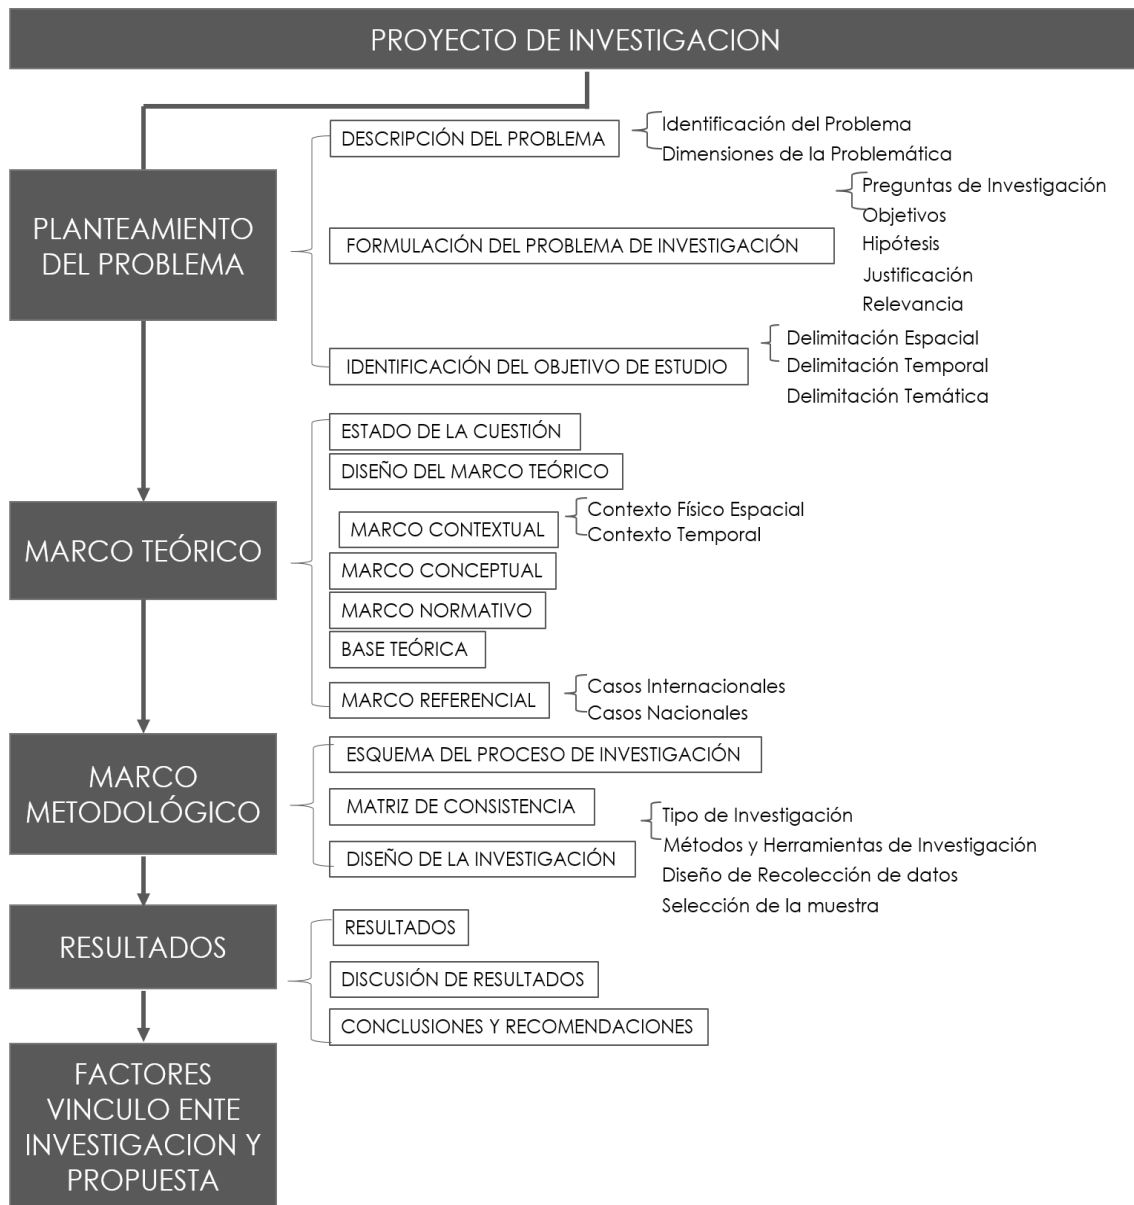 PROYECTO DE INVESTIGACION
PLANTEAMIENTO
DEL PROBLEMA
DESCRIPCIÓN DEL PROBLEMA
Identificación del Problema
Dimensiones de la Problemática
FORMULACIÓN DEL PROBLEMA DE INVESTIGACIÓN
Preguntas de Investigación
Objetivos
Hipótesis
Justificación
Relevancia
IDENTIFICACIÓN DEL OBJETIVO DE ESTUDIO
Delimitación Espacial
Delimitación Temporal
Delimitación Temática
MARCO TEÓRICO
ESTADO DE LA CUESTIÓN
DISEÑO DEL MARCO TEÓRICO
MARCO CONTEXTUAL
Contexto Físico Espacial
Contexto Temporal
MARCO CONCEPTUAL
MARCO NORMATIVO
BASE TEÓRICA
MARCO REFERENCIAL
Casos Internacionales
Casos Nacionales
MARCO
METODOLÓGICO
ESQUEMA DEL PROCESO DE INVESTIGACIÓN
MATRIZ DE CONSISTENCIA
DISEÑO DE LA INVESTIGACIÓN
Tipo de Investigación
Métodos y Herramientas de Investigación
Diseño de Recolección de datos
Selección de la muestra
RESULTADOS
RESULTADOS
DISCUSIÓN DE RESULTADOS
CONCLUSIONES Y RECOMENDACIONES
FACTORES
VINCULO ENTE
INVESTIGACION Y
PROPUESTA